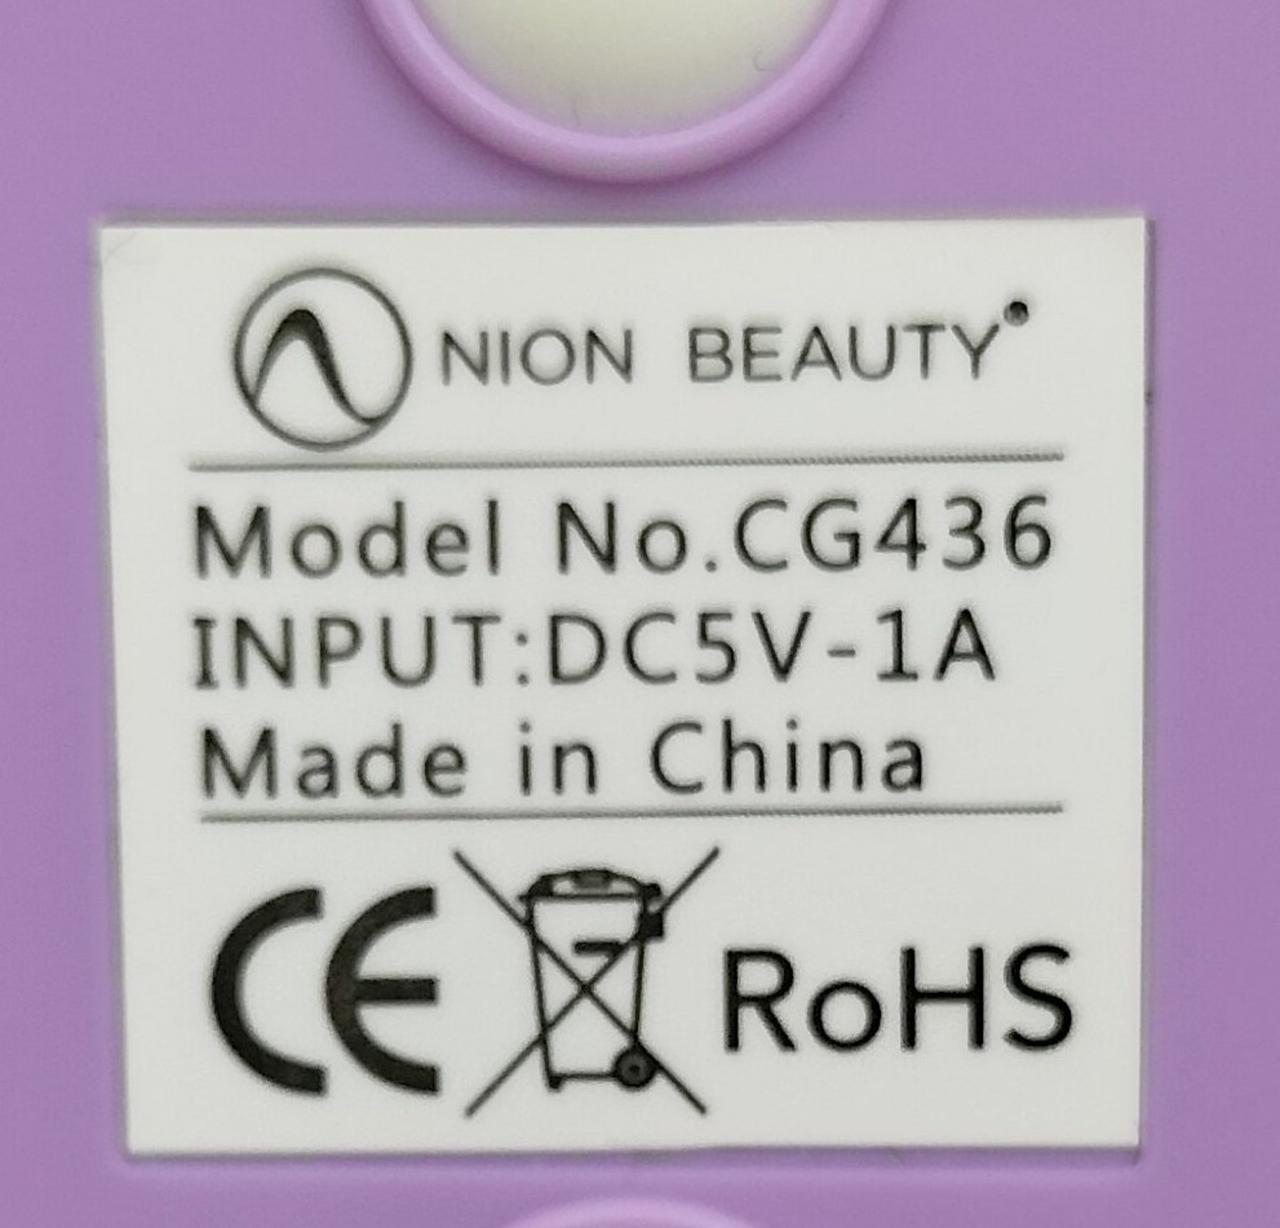 NION BEAUTY
Model No.CG436
INPUT:DC5V-1A
Made in China
CE RoHS